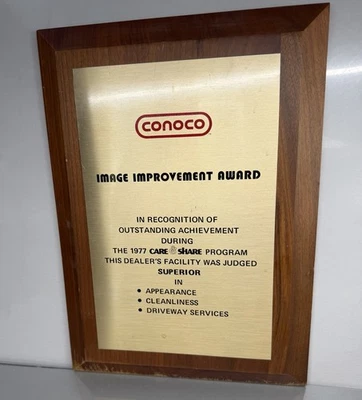 conoco
IMAGE IMPROVEMENT AWARD
IN RECOGNITION OF
OUTSTANDING ACHIEVEMENT
DURING
THE 1977 CARE & SHARE PROGRAM
THIS DEALER'S FACILITY WAS JUDGED
SUPERIOR
IN
• APPEARANCE
• CLEANLINESS
• DRIVEWAY SERVICES